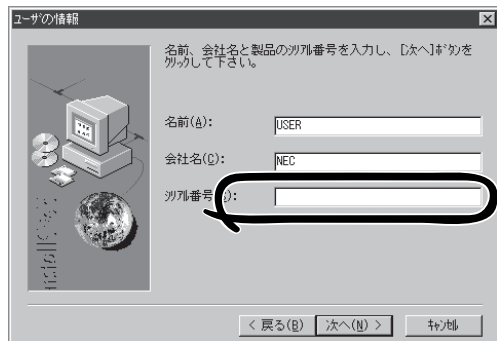 ユーザの情報
名前、会社名と製品のｼﾘｱﾙ番号を入力し、[次へ]ﾎﾞﾀﾝを
ｸﾘｯｸして下さい。
名前(A):
USER
会社名(C):
NEC
ｼﾘｱﾙ番号(S):
InstallShield
< 戻る(B)
次へ(N) >
ｷｬﾝｾﾙ